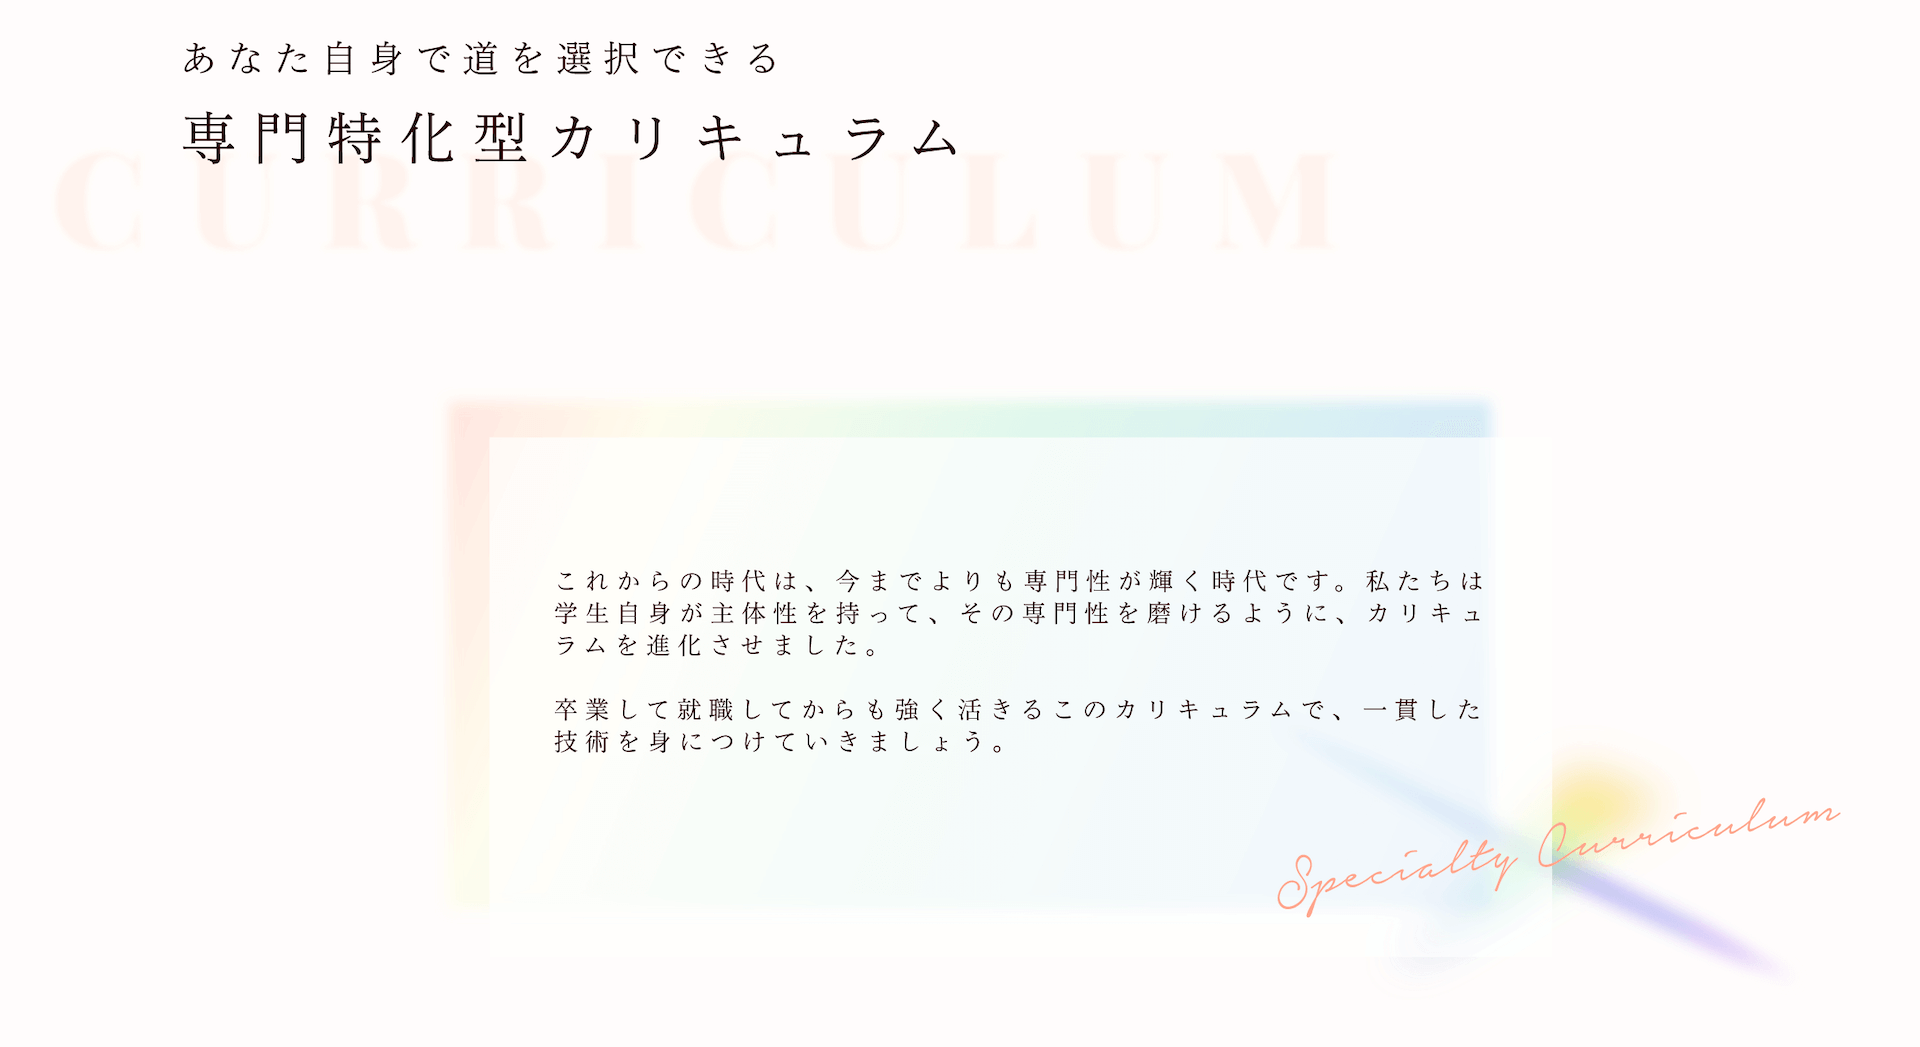 あなた自身で道を選択できる
専門特化型カリキュラム
CURRICULUM
これからの時代は、今までよりも専門性が輝く時代です。私たちは
学生自身が主体性を持って、その専門性を磨けるように、カリキュ
ラムを進化させました。
卒業して就職してからも強く活きるこのカリキュラムで、一貫した
技術を身につけていきましょう。
Specialty Curriculum